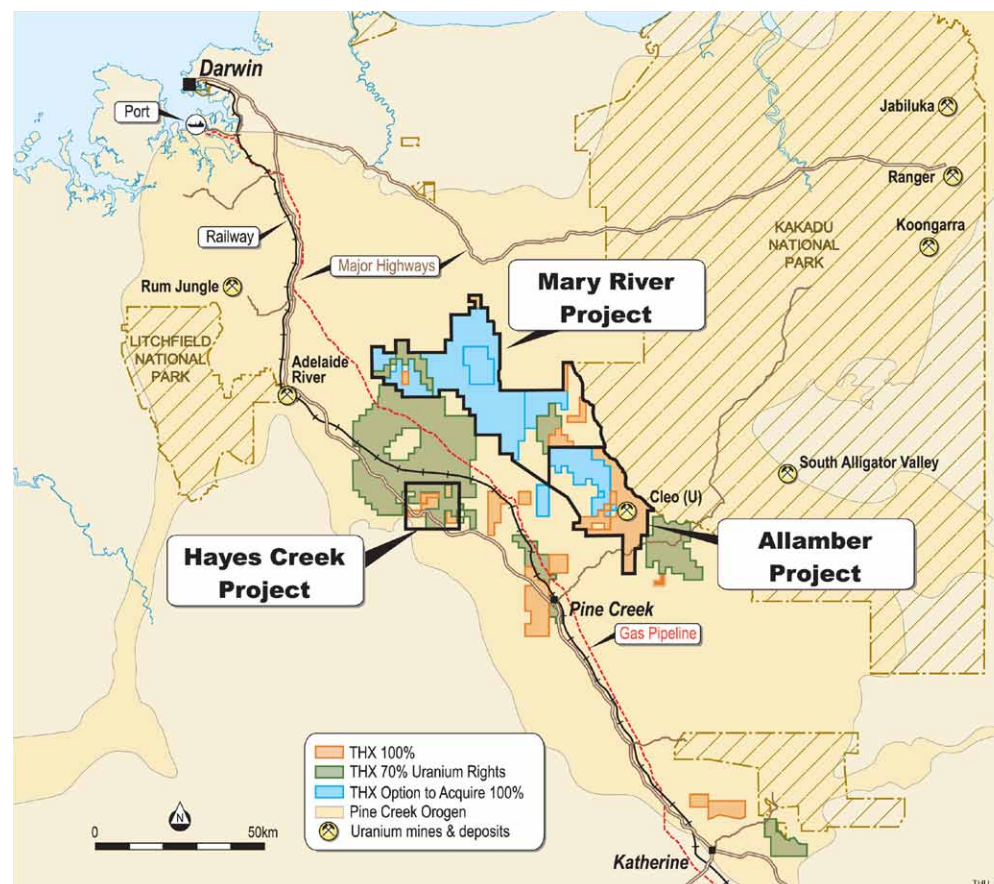 Darwin
Port
Jabiluka
Ranger
Koongarra
KAKADU
NATIONAL
PARK
Railway
Major Highways
Rum Jungle
Mary River
Project
LITCHFIELD
NATIONAL
PARK
Adelaide
River
South Alligator Valley
Cleo (U)
Hayes Creek
Project
Allamber
Project
Pine Creek
Gas Pipeline
THX 100%
THX 70% Uranium Rights
THX Option to Acquire 100%
Pine Creek Orogen
Uranium mines & deposits
N
0 50km
Katherine